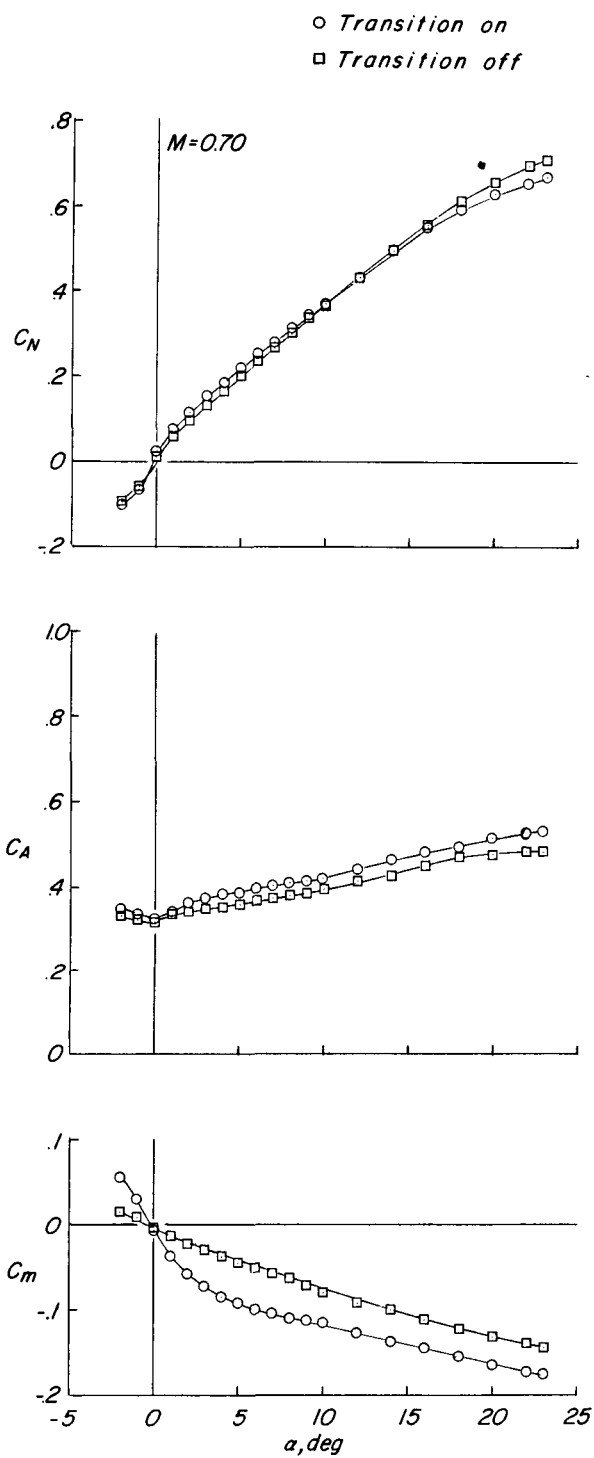 Transition on
Transition off
.8
M=0.70
.6
.4
C_N
.2
0
-.2
1.0
.8
.6
C_A
.4
.2
0
.1
0
C_m
-.1
-.2
-5 0 5 10 15 20 25
α, deg